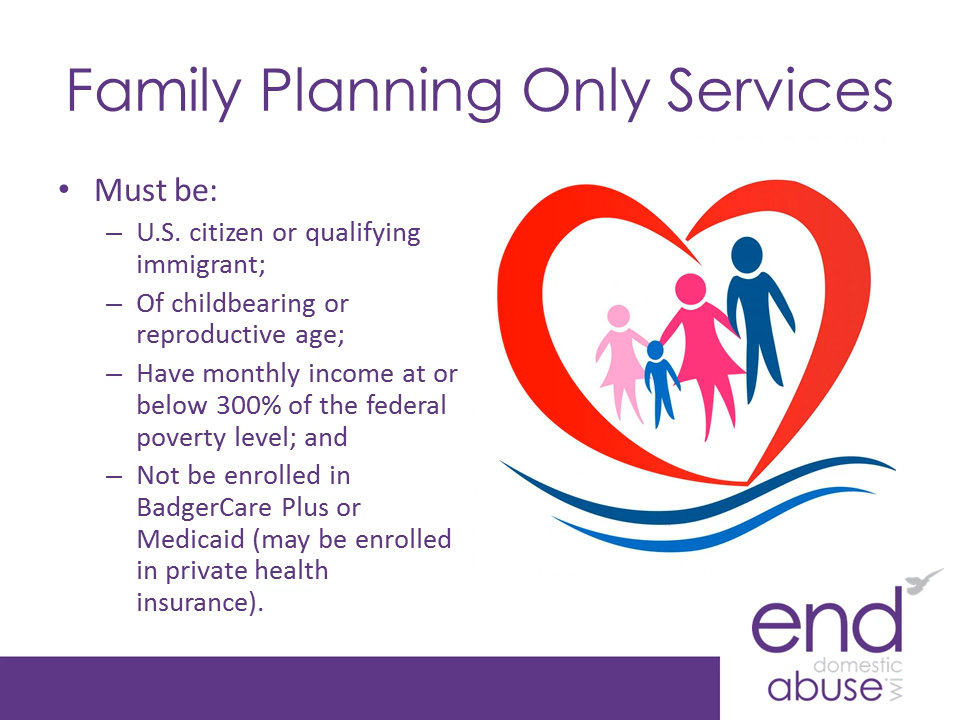 Family Planning Only Services
• Must be:
– U.S. citizen or qualifying
immigrant;
– Of childbearing or
reproductive age;
– Have monthly income at or
below 300% of the federal
poverty level; and
– Not be enrolled in
BadgerCare Plus or
Medicaid (may be enrolled
in private health
insurance).
end
domestic
abuse
wi